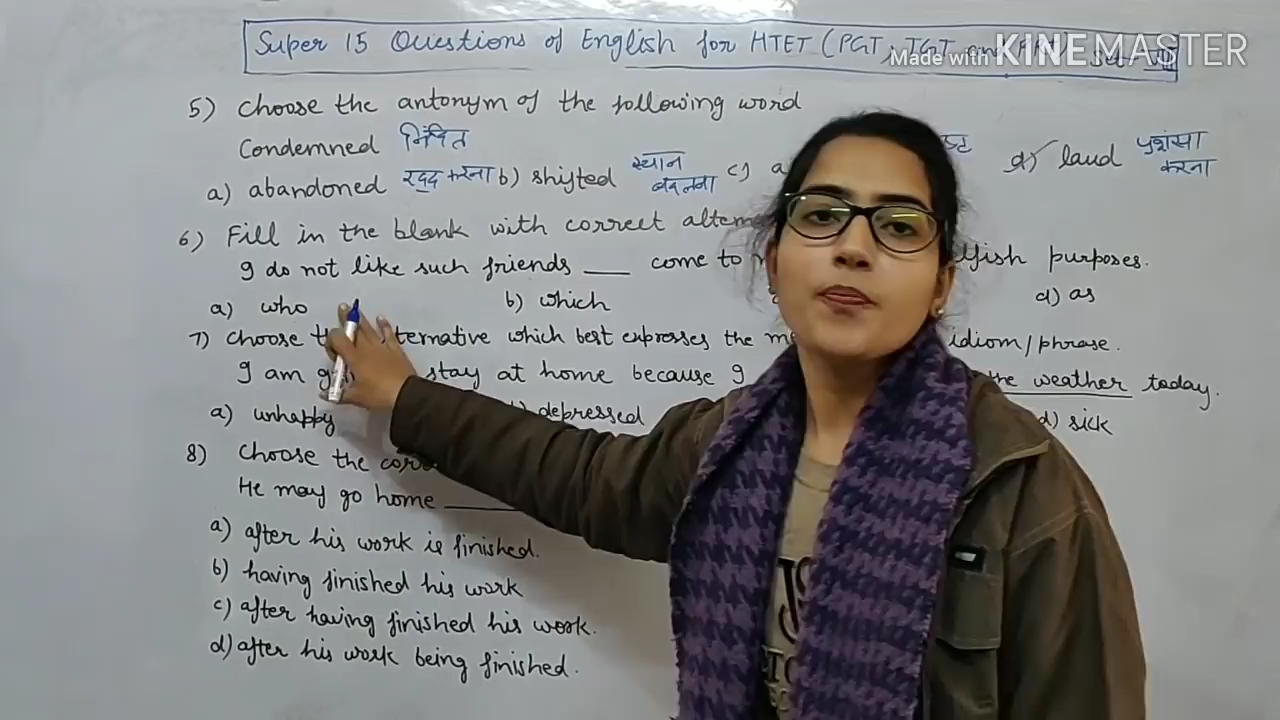 Super 15 Questions of English for HTET (PGT, TGT
Made with KINEMASTER
5) Choose the antonym of the following word
Condemned निंदित
a) abandoned रद्द करना b) shifted स्थान बदलना c) a d) laud प्रशंसा करना
6) Fill in the blank with correct altern
I do not like such friends ___ come to selfish purposes.
a) who b) which d) as
7) Choose the alternative which best expresses the me idiom/phrase.
I am stay at home because I the weather today.
a) unhappy depressed d) sick
8) Choose the
He may go home ______
a) after his work is finished.
b) having finished his work
c) after having finished his work.
d) after his work being finished.